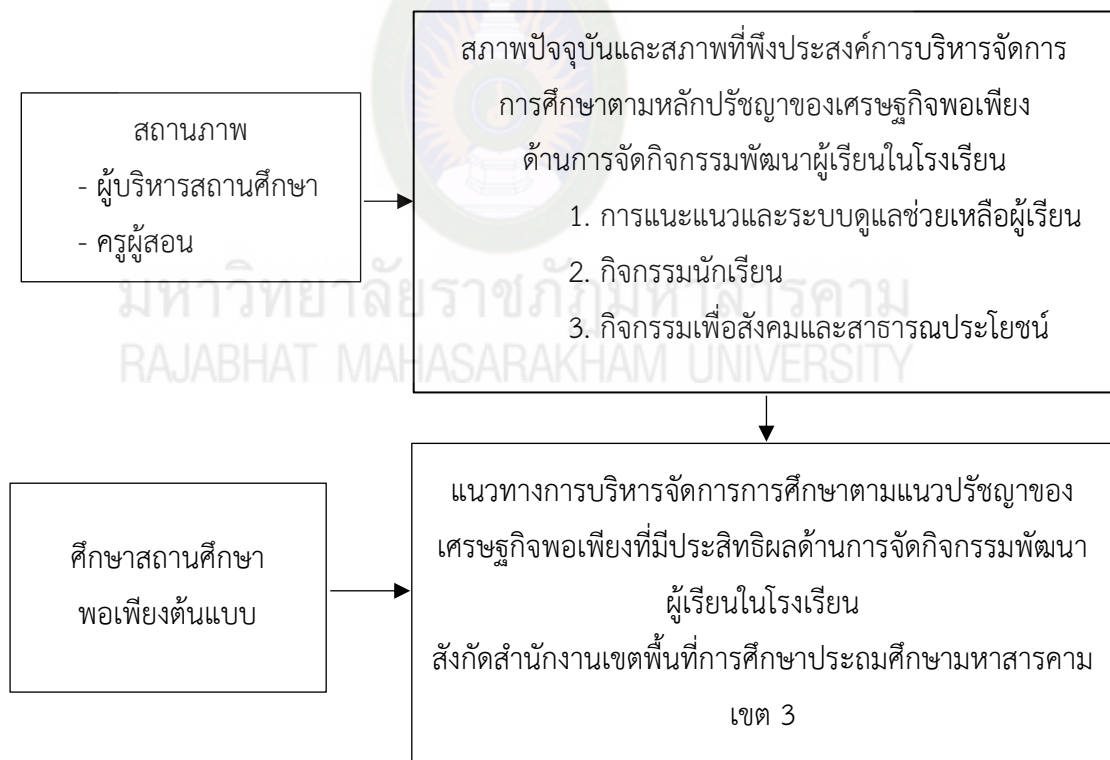 สภาพปัจจุบันและสภาพที่พึงประสงค์การบริหารจัดการ
การศึกษาตามหลักปรัชญาของเศรษฐกิจพอเพียง
ด้านการจัดกิจกรรมพัฒนาผู้เรียนในโรงเรียน
1. การแนะแนวและระบบดูแลช่วยเหลือผู้เรียน
2. กิจกรรมนักเรียน
3. กิจกรรมเพื่อสังคมและสาธารณประโยชน์
สถานภาพ
- ผู้บริหารสถานศึกษา
- ครูผู้สอน
มหาวิทยาลัยราชภัฏมหาสารคาม
RAJABHAT MAHASARAKHAM UNIVERSITY
ศึกษาสถานศึกษา
พอเพียงต้นแบบ
แนวทางการบริหารจัดการการศึกษาตามแนวปรัชญาของ
เศรษฐกิจพอเพียงที่มีประสิทธิผลด้านการจัดกิจกรรมพัฒนา
ผู้เรียนในโรงเรียน
สังกัดสำนักงานเขตพื้นที่การศึกษาประถมศึกษามหาสารคาม
เขต 3